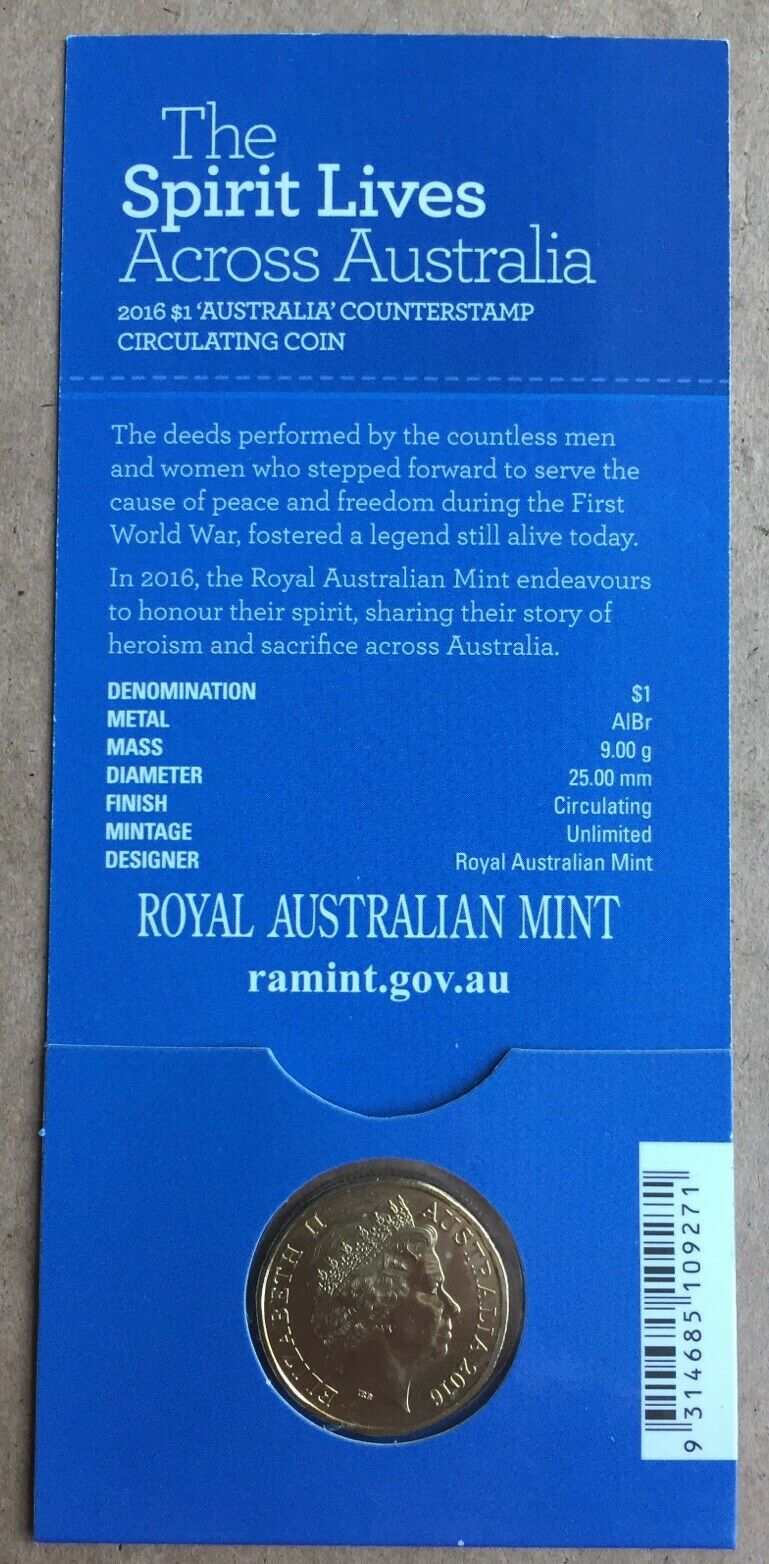 The
Spirit Lives
Across Australia
2016 $1 ‘AUSTRALIA’ COUNTERSTAMP
CIRCULATING COIN
The deeds performed by the countless men
and women who stepped forward to serve the
cause of peace and freedom during the First
World War, fostered a legend still alive today.
In 2016, the Royal Australian Mint endeavours
to honour their spirit, sharing their story of
heroism and sacrifice across Australia.
DENOMINATION $1
METAL AlBr
MASS 9.00 g
DIAMETER 25.00 mm
FINISH Circulating
MINTAGE Unlimited
DESIGNER Royal Australian Mint
ROYAL AUSTRALIAN MINT
ramint.gov.au
ELIZABETH II
AUSTRALIA 2016
9 314685 109271